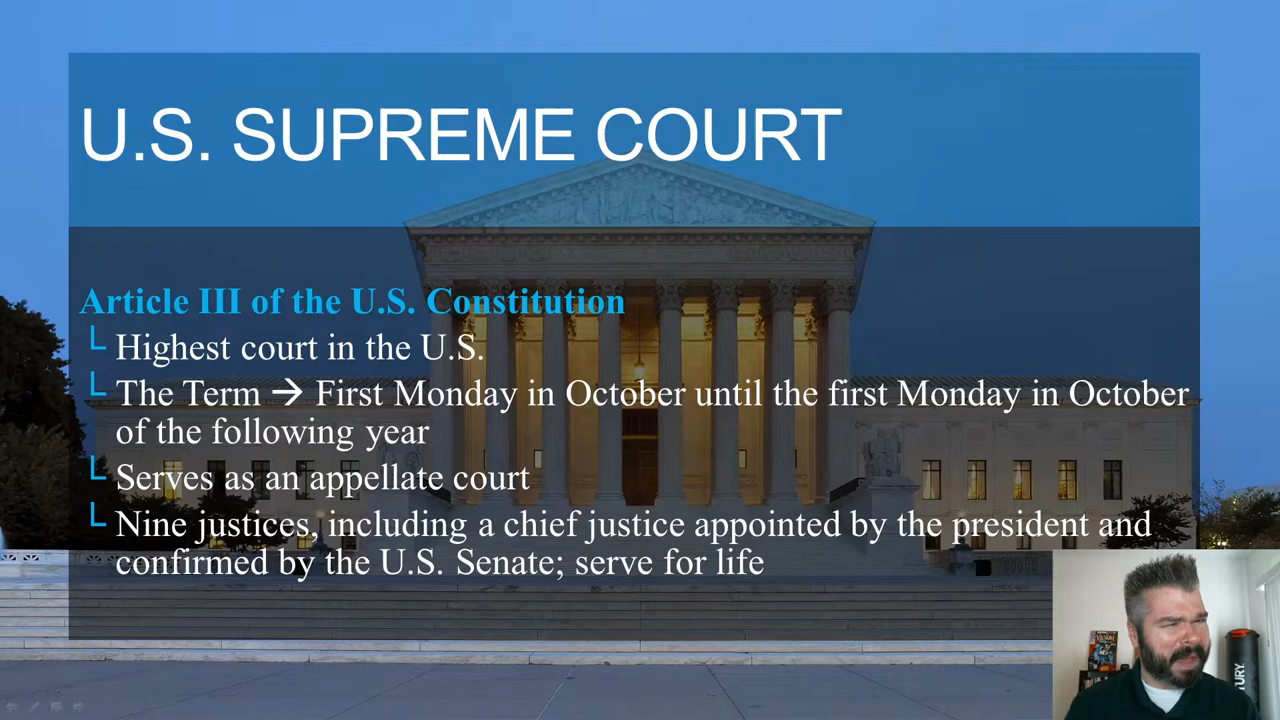 U.S. SUPREME COURT
Article III of the U.S. Constitution
└ Highest court in the U.S.
└ The Term → First Monday in October until the first Monday in October
of the following year
└ Serves as an appellate court
└ Nine justices, including a chief justice appointed by the president and
confirmed by the U.S. Senate; serve for life
TURY